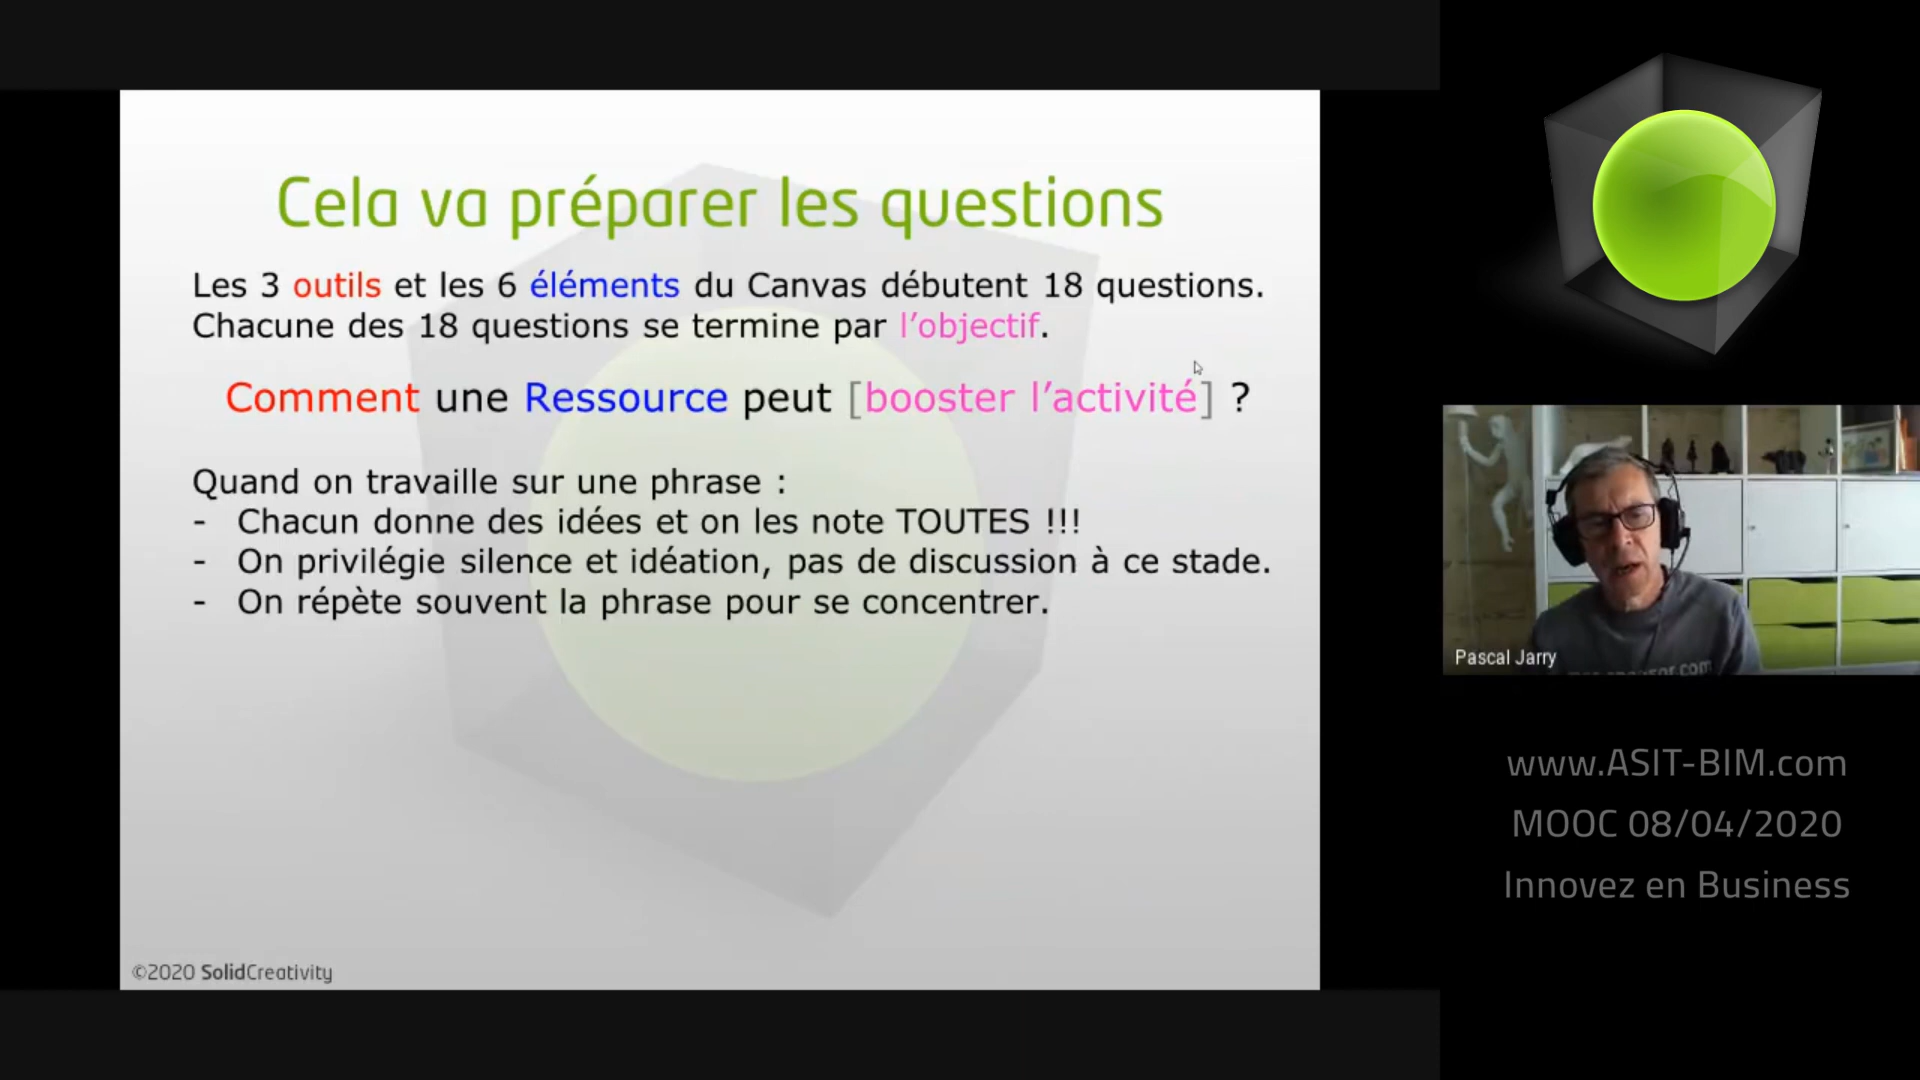 Cela va préparer les questions
Les 3 outils et les 6 éléments du Canvas débutent 18 questions.
Chacune des 18 questions se termine par l'objectif.
Comment une Ressource peut [booster l'activité] ?
Quand on travaille sur une phrase :
- Chacun donne des idées et on les note TOUTES !!!
- On privilégie silence et idéation, pas de discussion à ce stade.
- On répète souvent la phrase pour se concentrer.
©2020 SolidCreativity
Pascal Jarry
www.ASIT-BIM.com
MOOC 08/04/2020
Innovez en Business